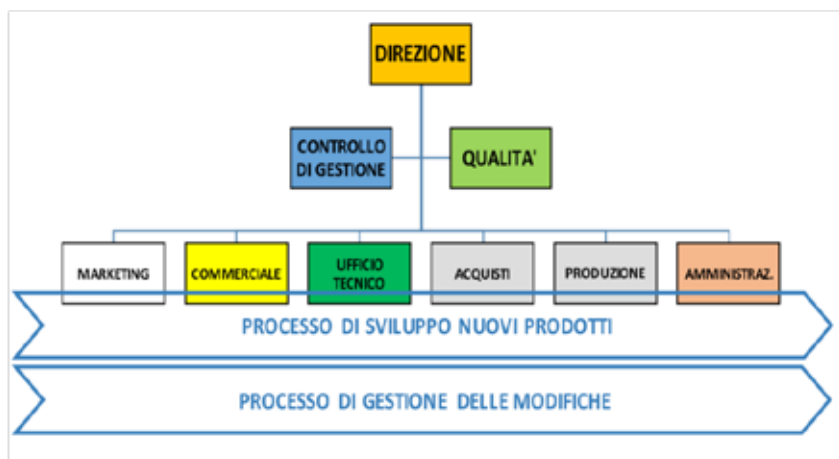 DIREZIONE
CONTROLLO
DI GESTIONE
QUALITA'
MARKETING
COMMERCIALE
UFFICIO
TECNICO
ACQUISTI
PRODUZIONE
AMMINISTRAZ.
PROCESSO DI SVILUPPO NUOVI PRODOTTI
PROCESSO DI GESTIONE DELLE MODIFICHE